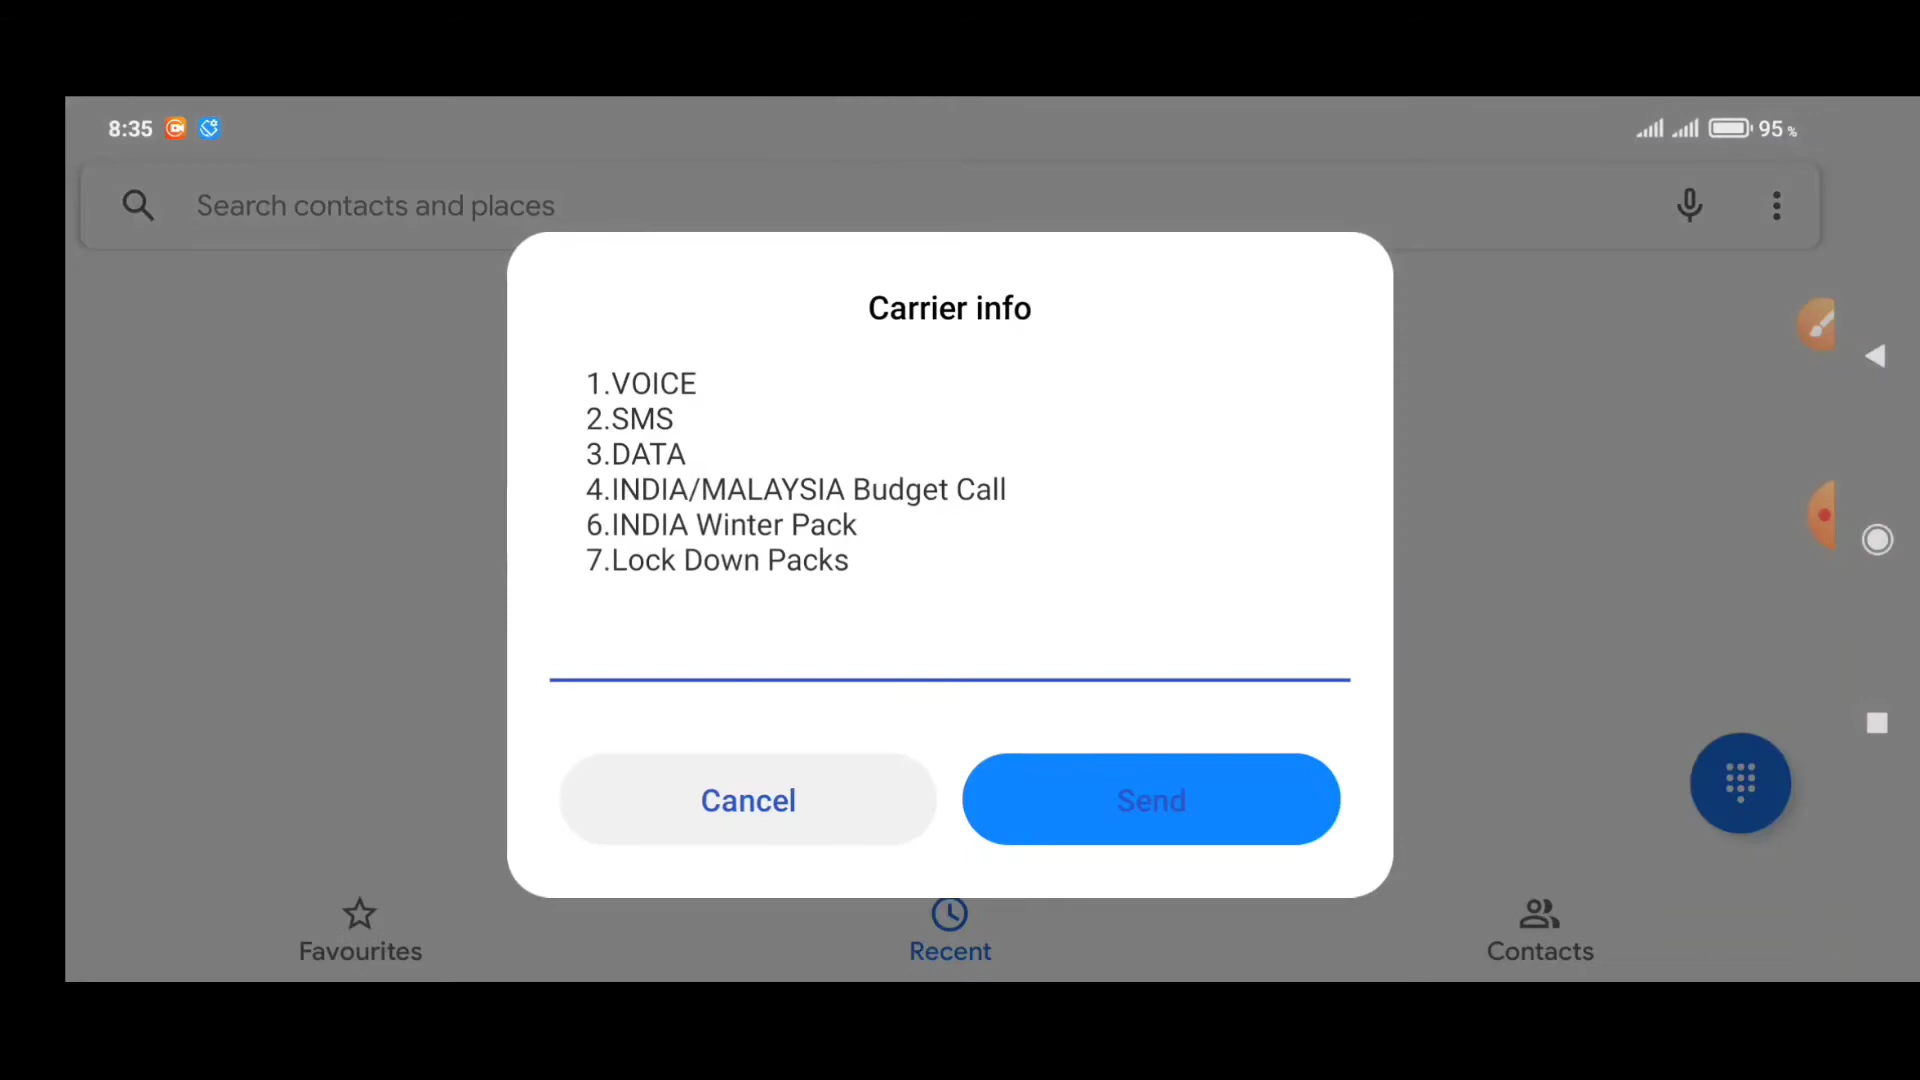 8:35
95 %
Search contacts and places
Carrier info
1.VOICE
2.SMS
3.DATA
4.INDIA/MALAYSIA Budget Call
6.INDIA Winter Pack
7.Lock Down Packs
Cancel
Send
Favourites
Recent
Contacts